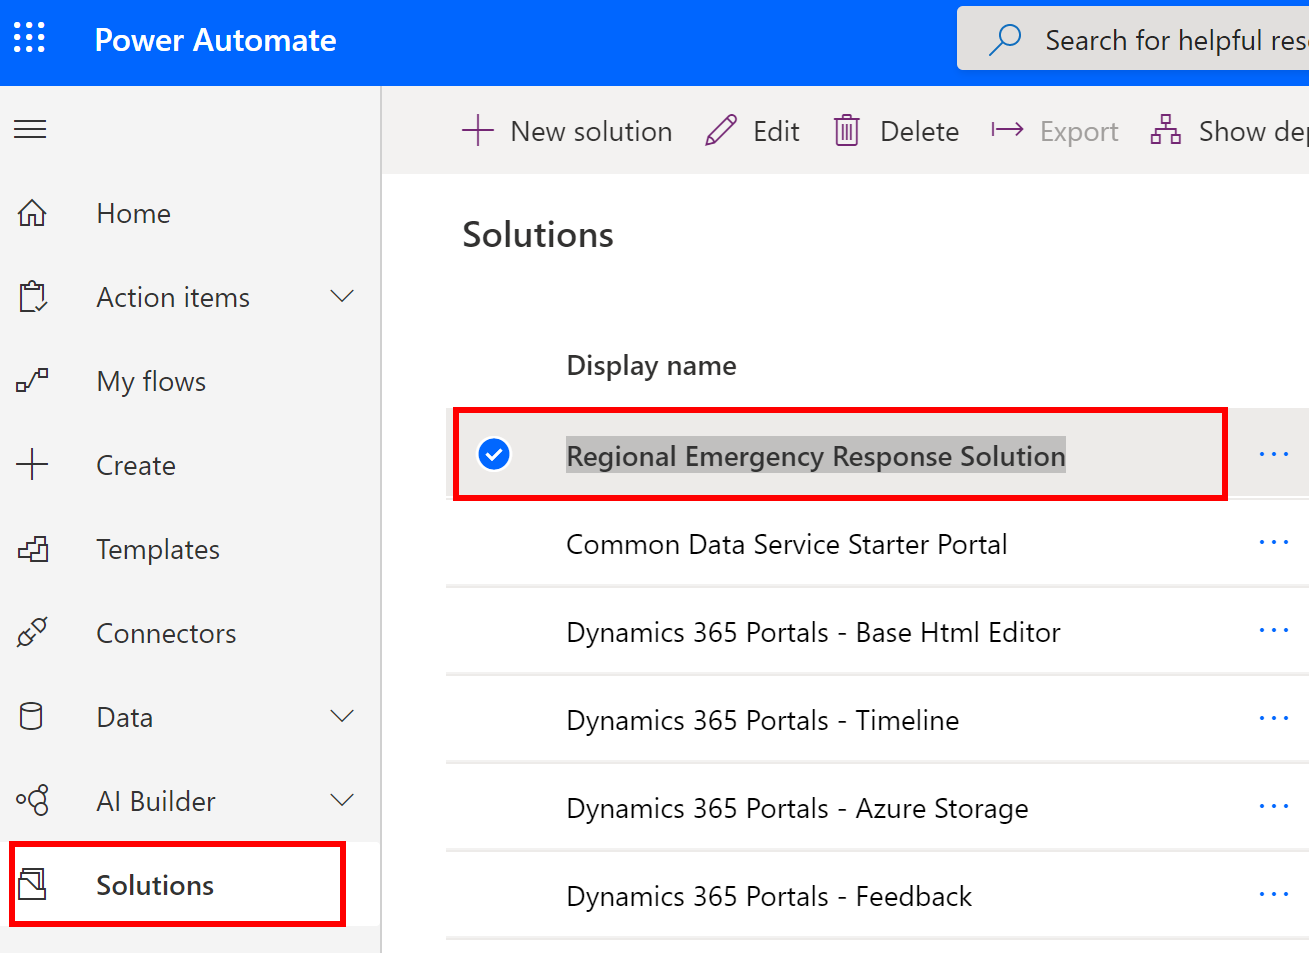 Power Automate
Search for helpful res
New solution
Edit
Delete
Export
Show dep
Home
Action items
My flows
Create
Templates
Connectors
Data
AI Builder
Solutions
Solutions
Display name
Regional Emergency Response Solution
Common Data Service Starter Portal
Dynamics 365 Portals - Base Html Editor
Dynamics 365 Portals - Timeline
Dynamics 365 Portals - Azure Storage
Dynamics 365 Portals - Feedback